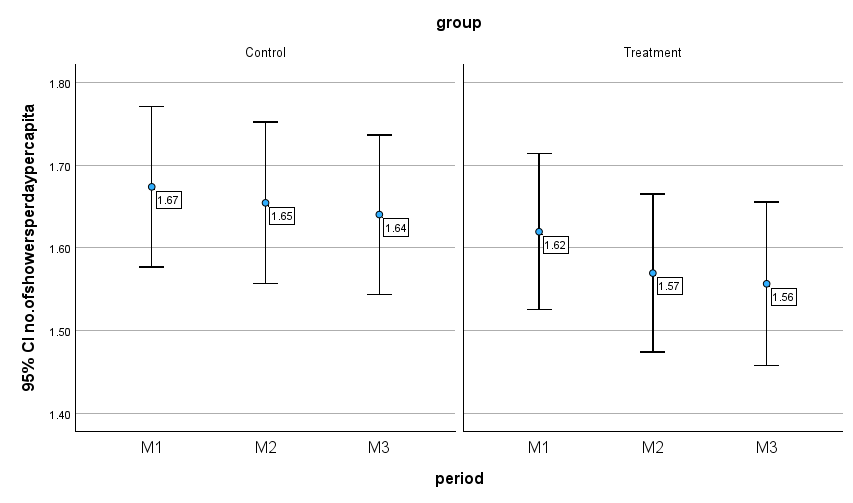 group
Control
Treatment
95% CI no.ofshowersperdaypercapita
1.80
1.70
1.60
1.50
1.40
1.67
1.65
1.64
1.62
1.57
1.56
M1 M2 M3
M1 M2 M3
period